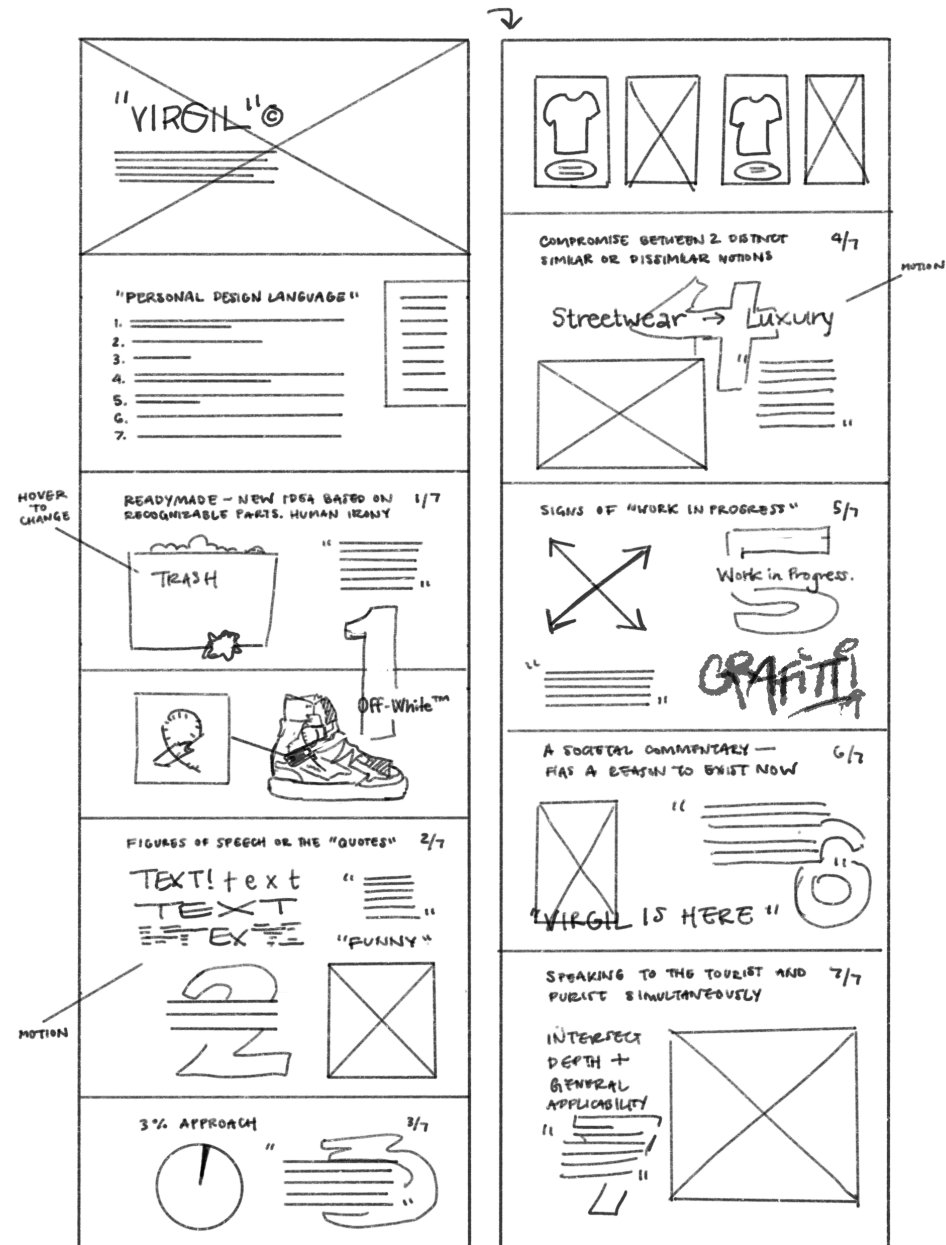 "VIRGIL"©
"PERSONAL DESIGN LANGUAGE"
1.
2.
3.
4.
5.
6.
7.
HOVER
TO
CHANGE
READYMADE - NEW IDEA BASED ON 1/7
RECOGNIZABLE PARTS. HUMAN IRONY
TRASH
" "
1
Off-White™
FIGURES OF SPEECH OR THE "QUOTES" 2/7
TEXT! text
TEXT
TEXT
" "
"FUNNY"
2
MOTION
3% APPROACH 3/7
" "
3
COMPROMISE BETWEEN 2 DISTINCT 4/7
SIMILAR OR DISSIMILAR NOTIONS
MOTION
Streetwear → Luxury
4
" "
SIGNS OF "WORK IN PROGRESS" 5/7
5
Work in Progress.
GRAFITTI
" "
A SOCIETAL COMMENTARY —
HAS A REASON TO EXIST NOW 6/7
" "
6
"VIRGIL IS HERE"
SPEAKING TO THE TOURIST AND 7/7
PURIST SIMULTANEOUSLY
INTERSECT
DEPTH +
GENERAL
APPLICABILITY
" "
7